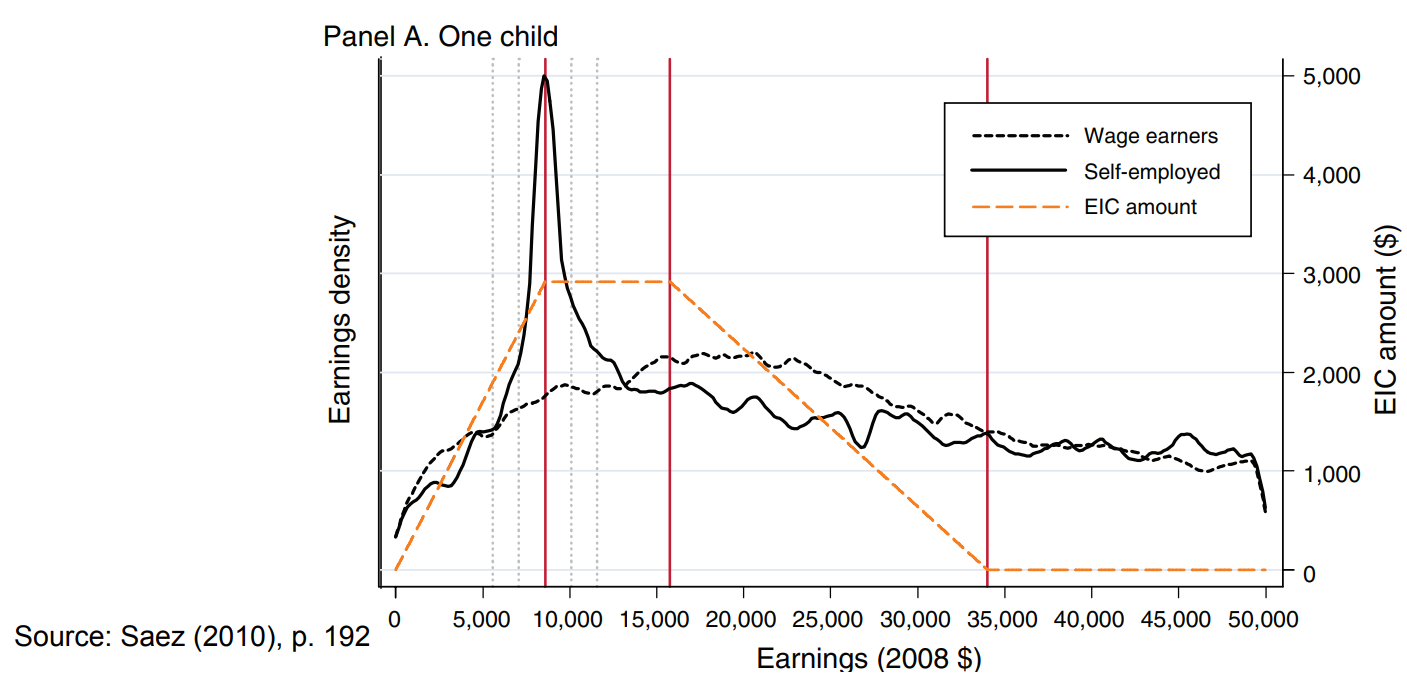 Panel A. One child
Earnings density
5,000
4,000
3,000
2,000
1,000
0
EIC amount ($)
Wage earners
Self-employed
EIC amount
0 5,000 10,000 15,000 20,000 25,000 30,000 35,000 40,000 45,000 50,000
Earnings (2008 $)
Source: Saez (2010), p. 192